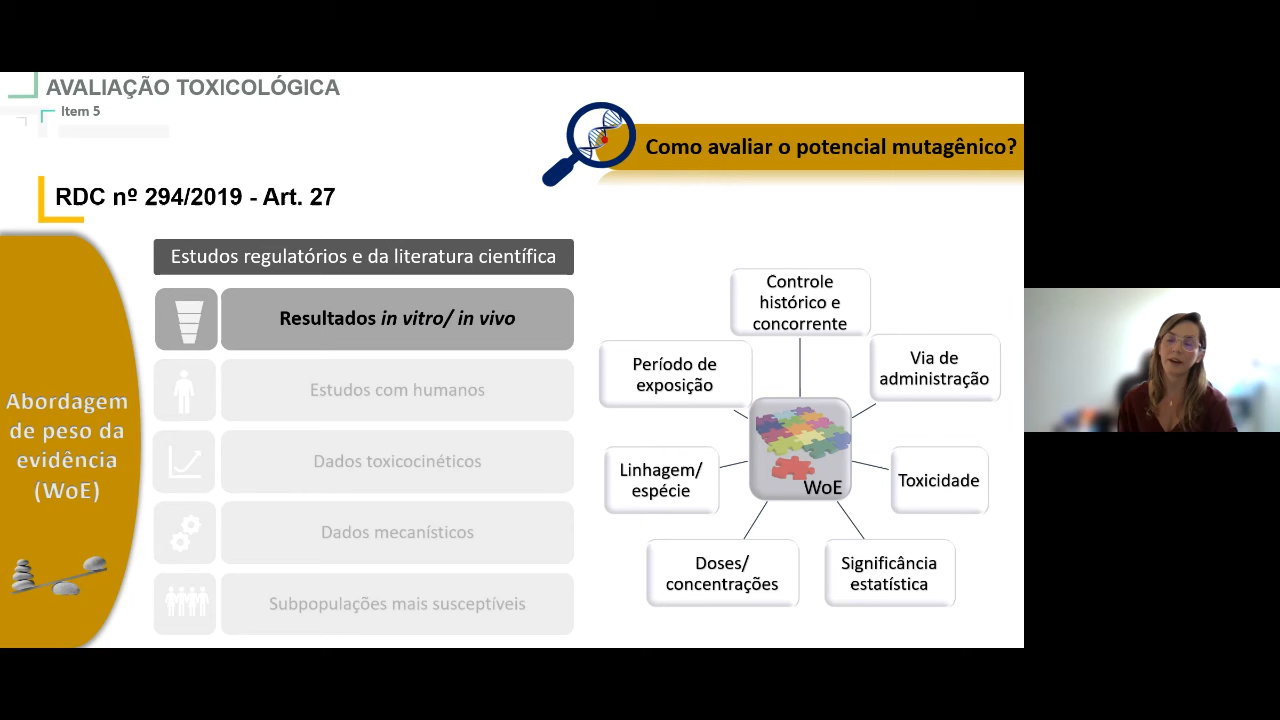 AVALIAÇÃO TOXICOLÓGICA
Item 5
Como avaliar o potencial mutagênico?
RDC nº 294/2019 - Art. 27
Abordagem
de peso da
evidência
(WoE)
Estudos regulatórios e da literatura científica
Resultados in vitro/ in vivo
Estudos com humanos
Dados toxicocinéticos
Dados mecanísticos
Subpopulações mais susceptíveis
Controle
histórico e
concorrente
Período de
exposição
Via de
administração
Linhagem/
espécie
WoE
Toxicidade
Doses/
concentrações
Significância
estatística